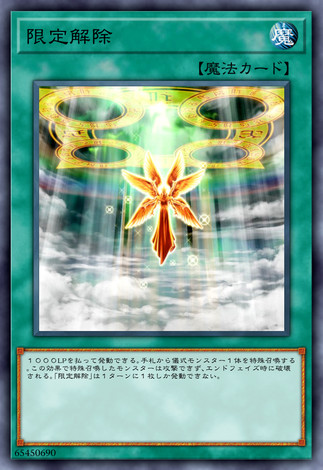 限定解除
魔
【魔法カード】
１０００LPを払って発動できる。手札から儀式モンスター１体を特殊召喚する
。この効果で特殊召喚したモンスターは攻撃できず、エンドフェイズ時に破壊
される。「限定解除」は１ターンに１枚しか発動できない。
65450690